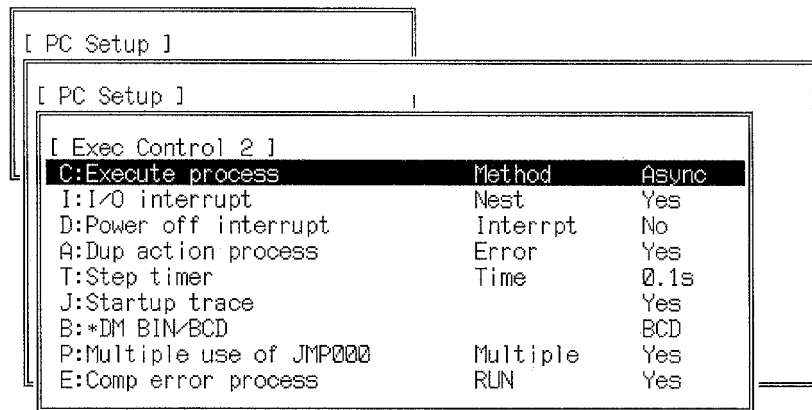 [ PC Setup ]
[ PC Setup ]
[ Exec Control 2 ]
C:Execute process Method Async
I:I/O interrupt Nest Yes
D:Power off interrupt Interrpt No
A:Dup action process Error Yes
T:Step timer Time 0.1s
J:Startup trace Yes
B:*DM BIN/BCD BCD
P:Multiple use of JMP000 Multiple Yes
E:Comp error process RUN Yes